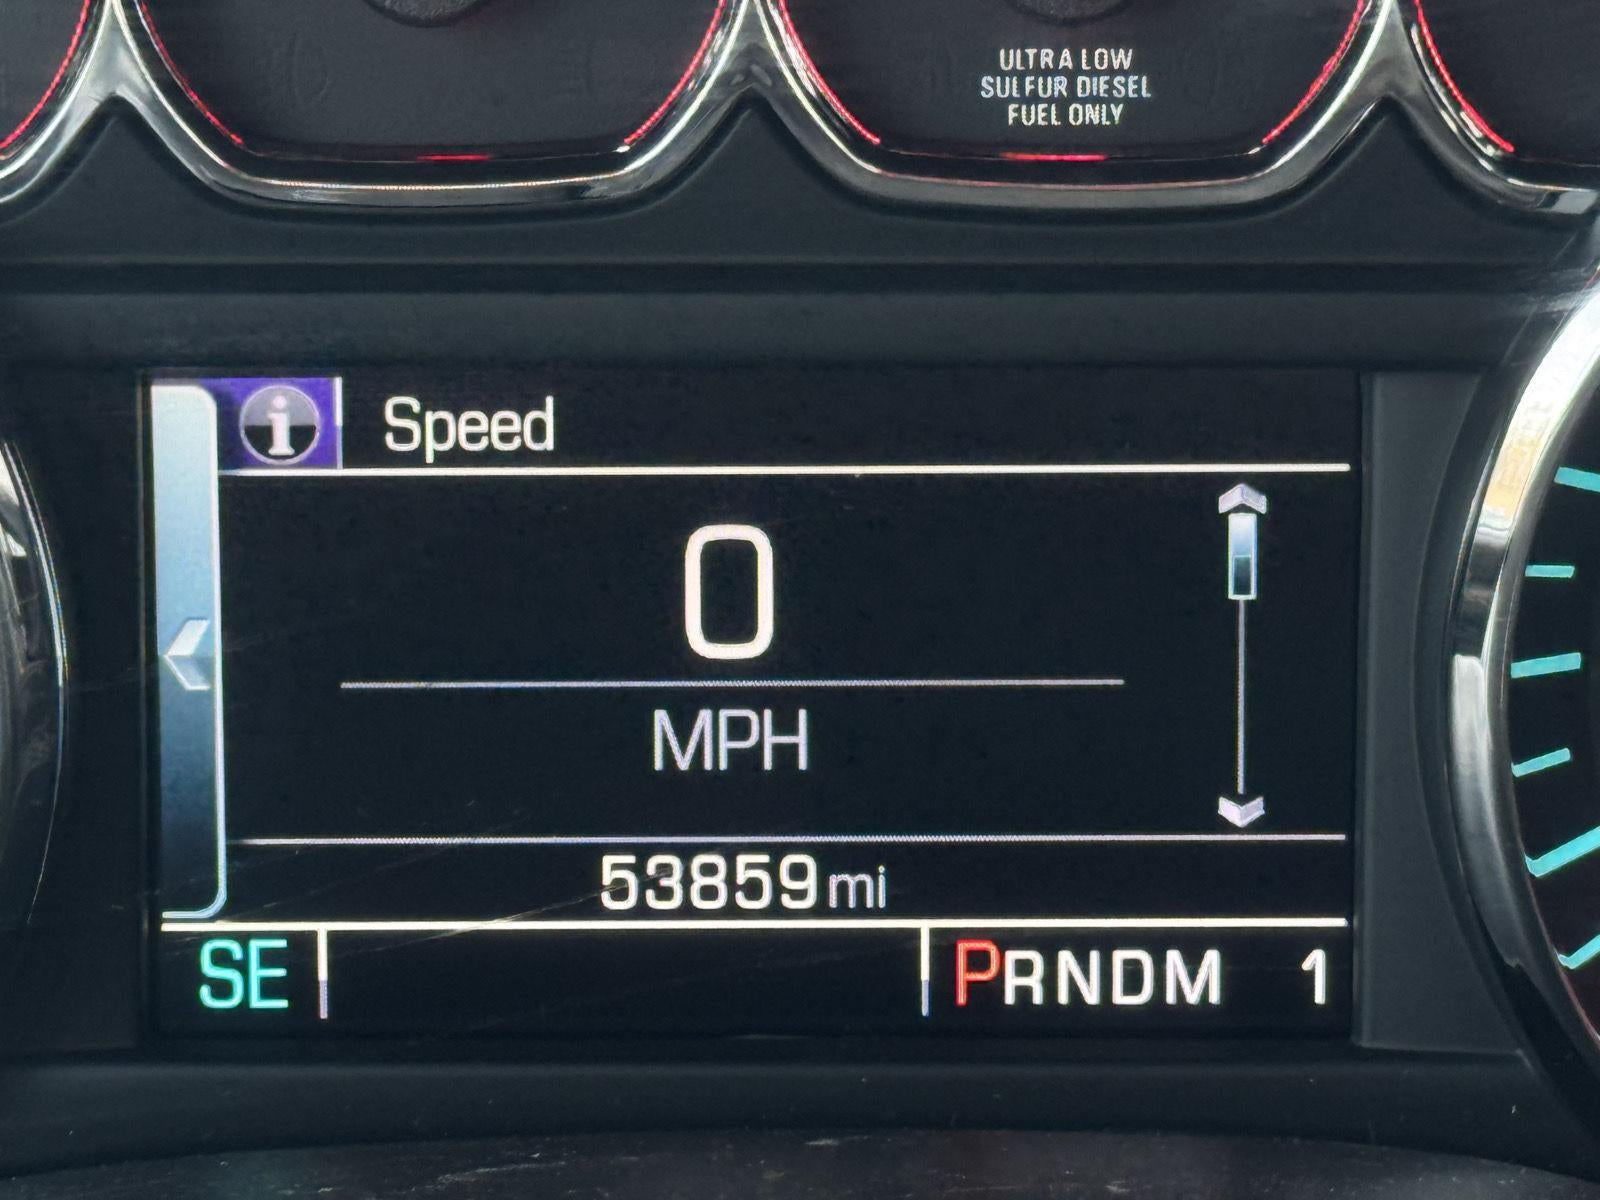 ULTRA LOW
SULFUR DIESEL
FUEL ONLY
i Speed
0
MPH
53859 mi
SE PRNDM 1